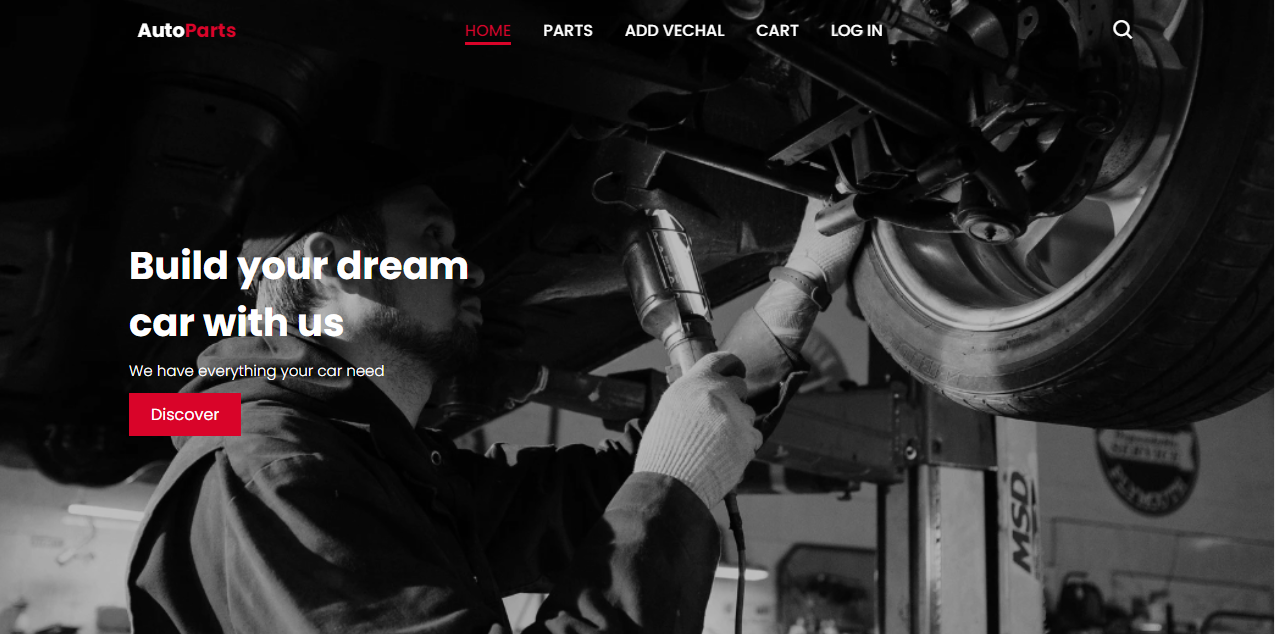 AutoParts
HOME
PARTS
ADD VECHAL
CART
LOG IN
Build your dream
car with us
We have everything your car need
Discover
SERVICE
PLYMOUTH
MSD